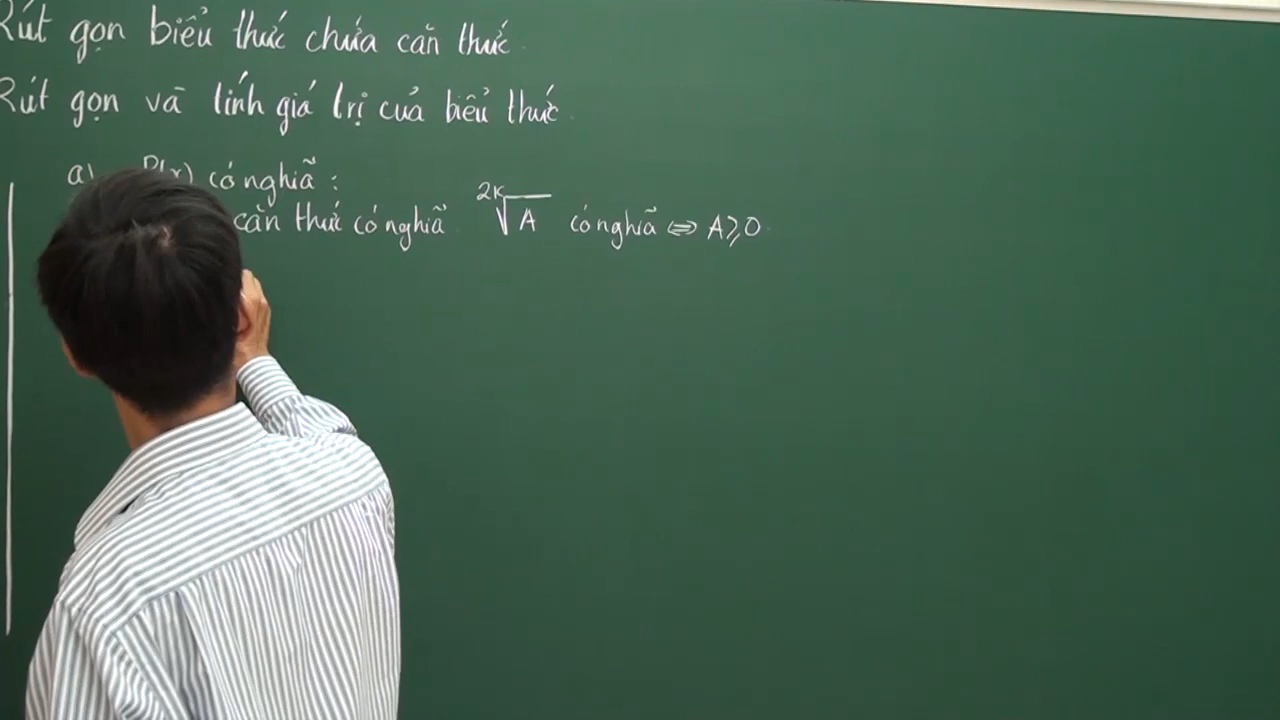 Rút gọn biểu thức chứa căn thức.
Rút gọn và tính giá trị của biểu thức.
a) P(x) có nghĩa :
căn thức có nghĩa. \sqrt[2K]{A} có nghĩa ⇔ A ⩾ 0.